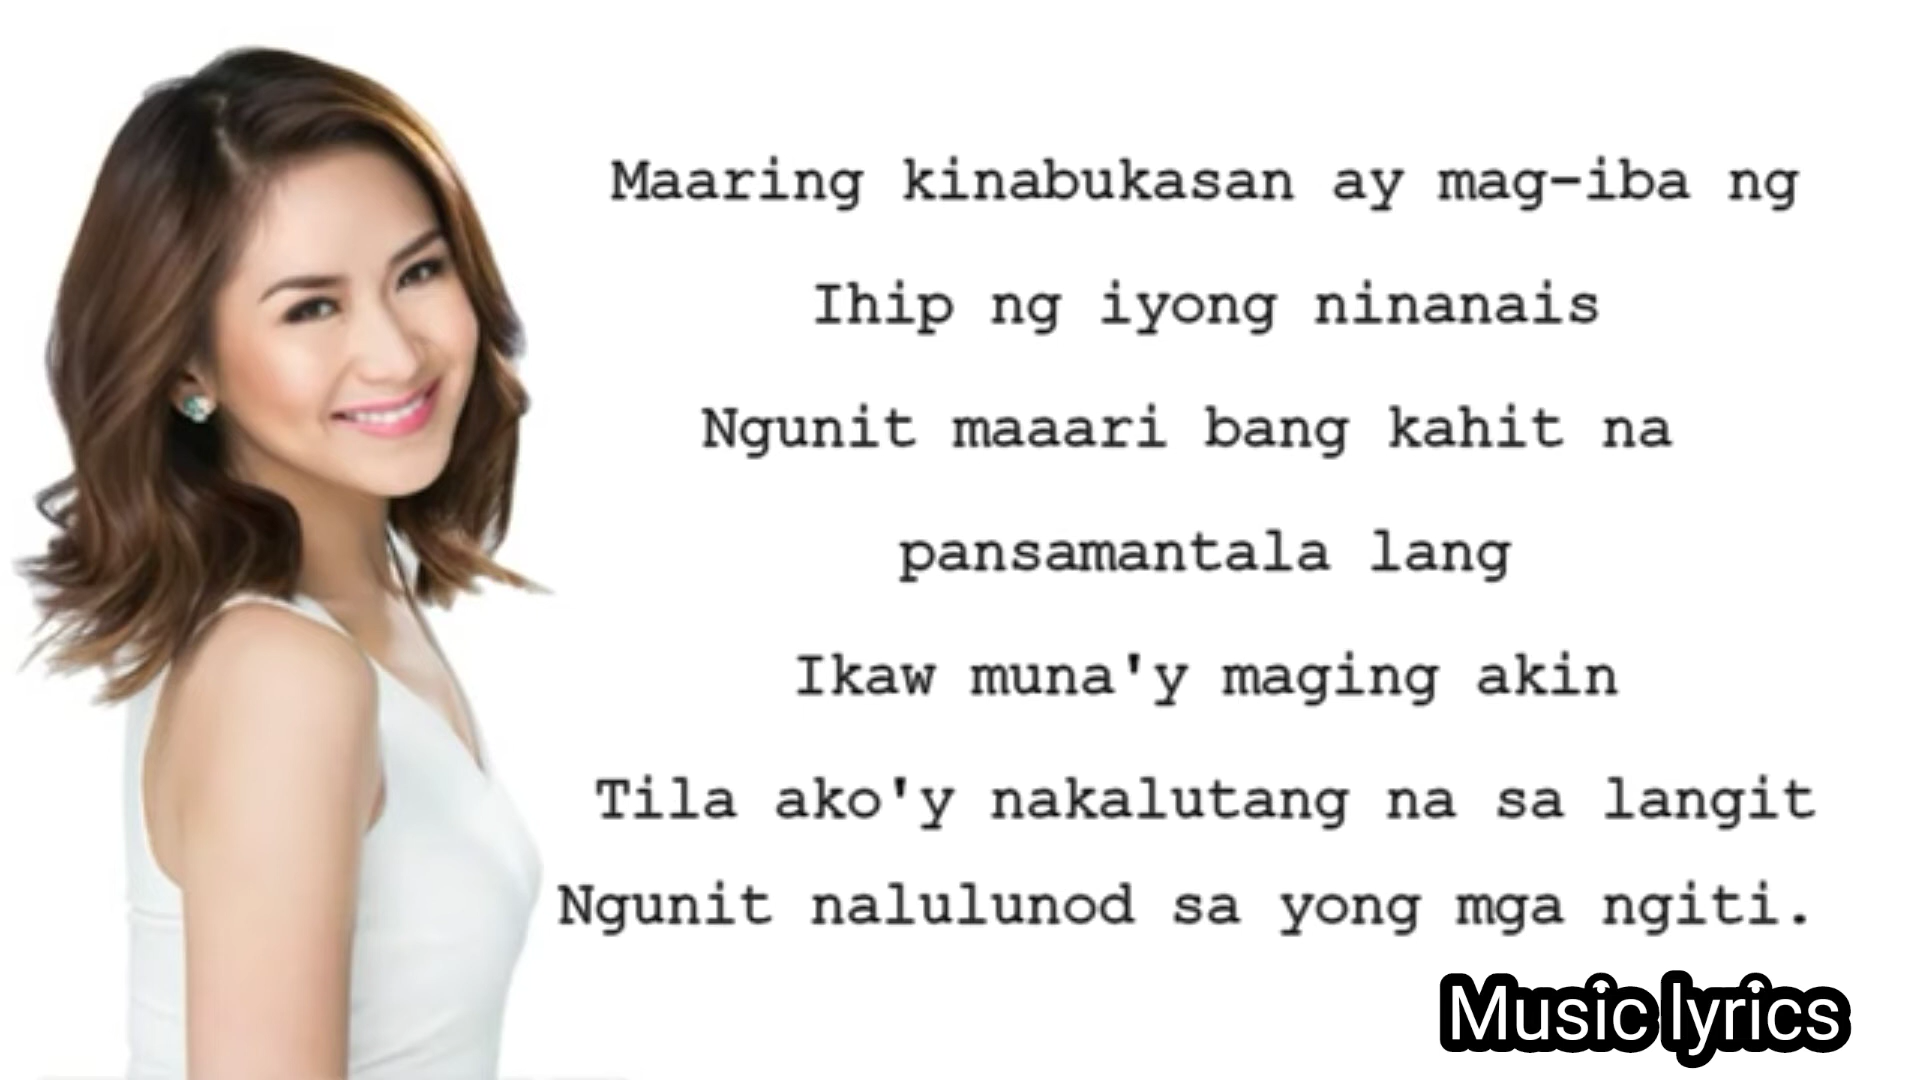 Maaring kinabukasan ay mag-iba ng
Ihip ng iyong ninanais
Ngunit maaari bang kahit na
pansamantala lang
Ikaw muna'y maging akin
Tila ako'y nakalutang na sa langit
Ngunit nalulunod sa yong mga ngiti.
Music lyrics